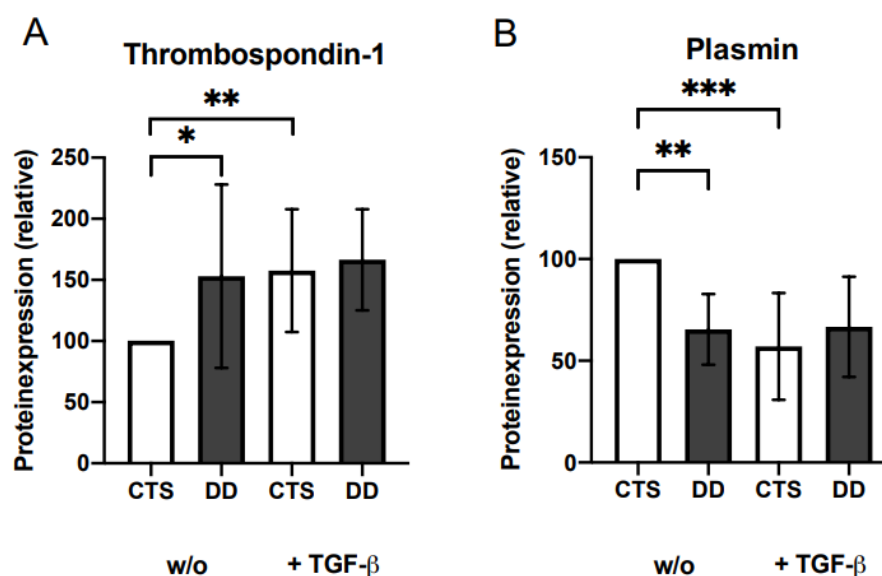 A
Thrombospondin-1
**
*
Proteinexpression (relative)
250
200
150
100
50
0
CTS DD CTS DD
w/o + TGF-β
B
Plasmin
***
**
Proteinexpression (relative)
150
100
50
0
CTS DD CTS DD
w/o + TGF-β